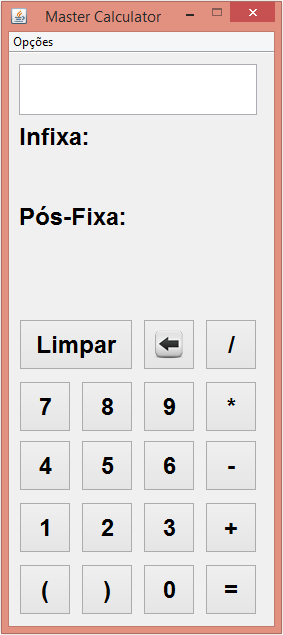 Master Calculator
Opções
Infixa:
Pós-Fixa:
Limpar /
7 8 9 *
4 5 6 -
1 2 3 +
( ) 0 =